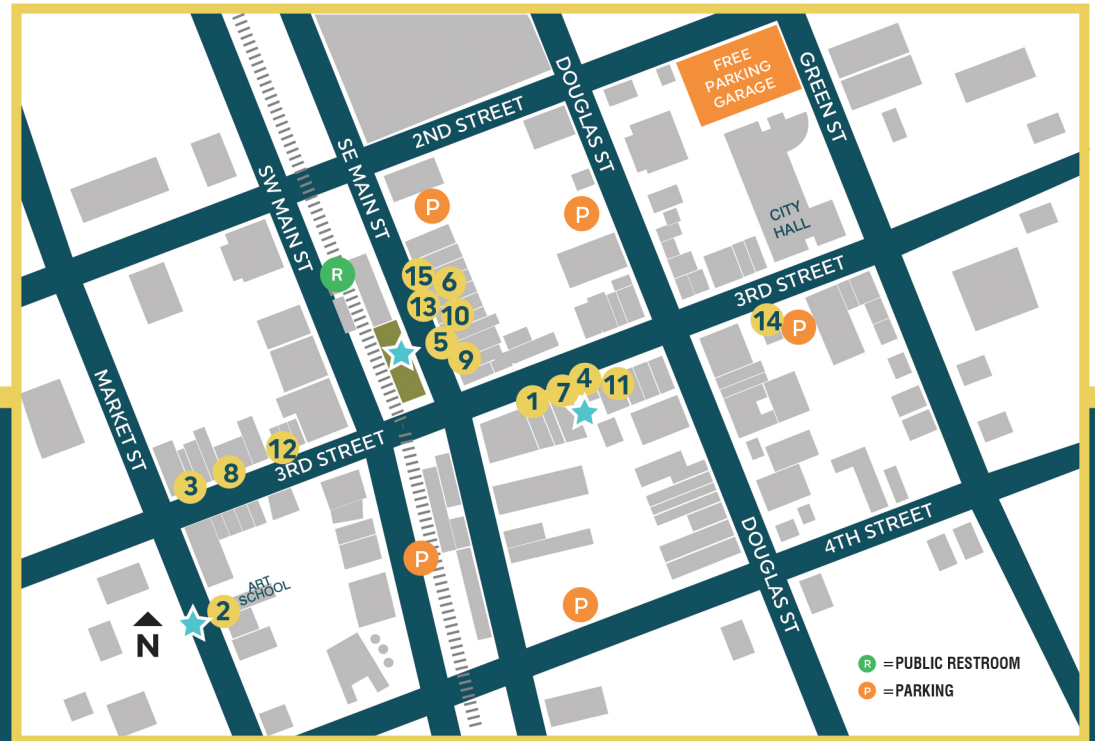 FREE
PARKING
GARAGE
DOUGLAS ST
GREEN ST
2ND STREET
SE MAIN ST
SW MAIN ST
P
P
CITY
HALL
R
15
6
3RD STREET
13
10
14
P
5
9
MARKET ST
4
11
7
1
12
3RD STREET
8
3
P
DOUGLAS ST
4TH STREET
ART
SCHOOL
2
P
N
R =PUBLIC RESTROOM
P =PARKING